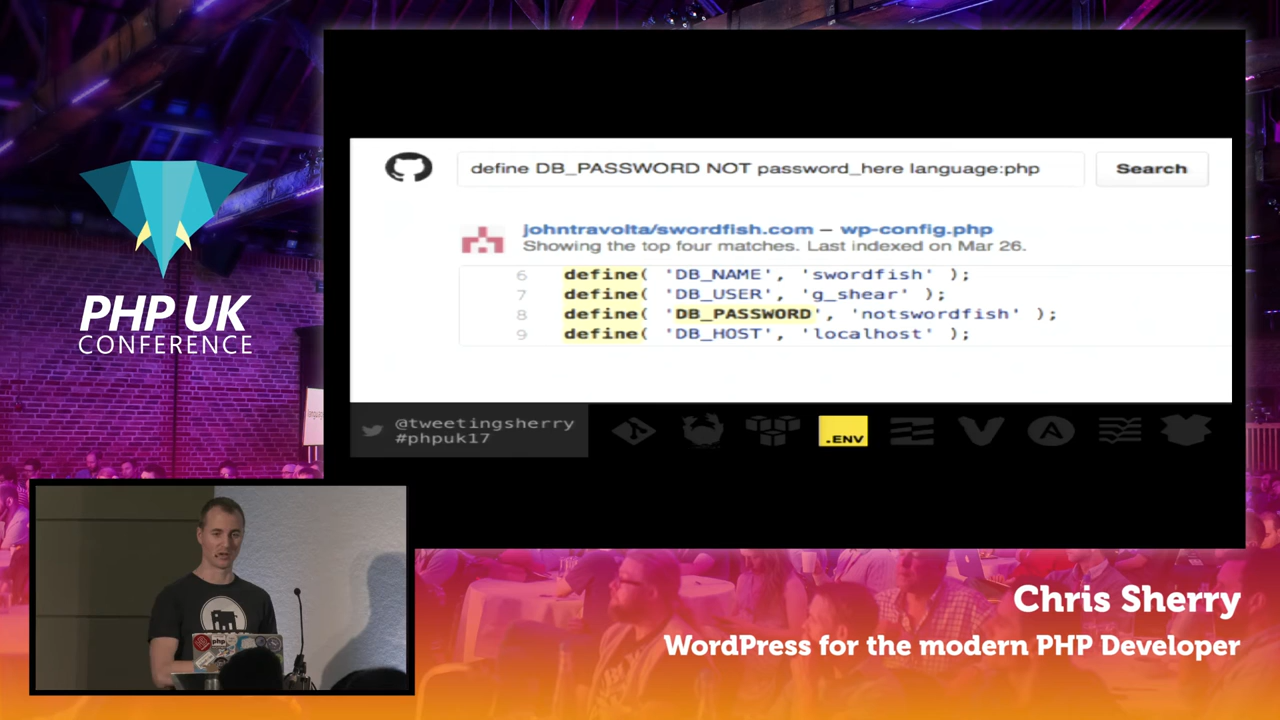 define DB_PASSWORD NOT password_here language:php
Search
johntravolta/swordfish.com – wp-config.php
Showing the top four matches. Last indexed on Mar 26.
6 define( 'DB_NAME', 'swordfish' );
7 define( 'DB_USER', 'g_shear' );
8 define( 'DB_PASSWORD', 'notswordfish' );
9 define( 'DB_HOST', 'localhost' );
@tweetingsherry
#phpuk17
.ENV
PHP UK
CONFERENCE
php
Chris Sherry
WordPress for the modern PHP Developer